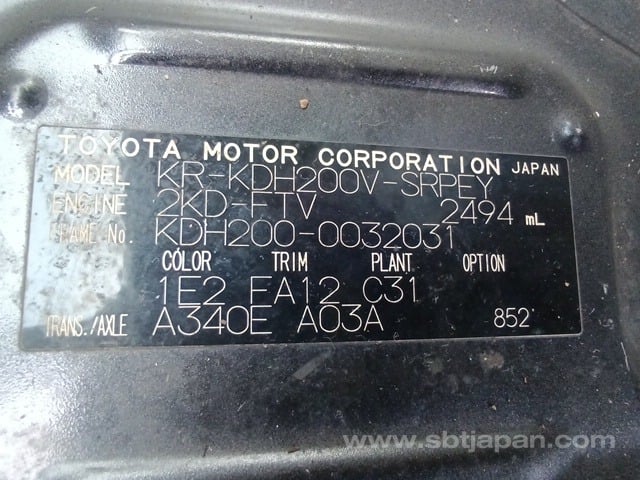 TOYOTA MOTOR CORPORATION JAPAN
MODEL KR-KDH200V-SRPEY
ENGINE 2KD-FTV 2494 mL
FRAME No. KDH200-0032031
COLOR TRIM PLANT OPTION
1E2 FA12 C31
TRANS./AXLE A340E A03A 852
www.sbtjapan.com